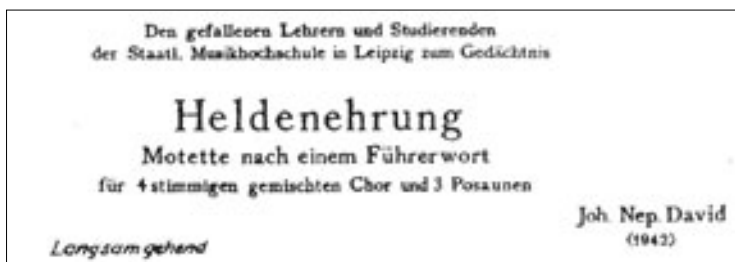 Den gefallenen Lehrern und Studierenden
der Staatl. Musikhochschule in Leipzig zum Gedächtnis
Heldenehrung
Motette nach einem Führerwort
für 4stimmigen gemischten Chor und 3 Posaunen
Joh. Nep. David
(1942)
Langsam gehend